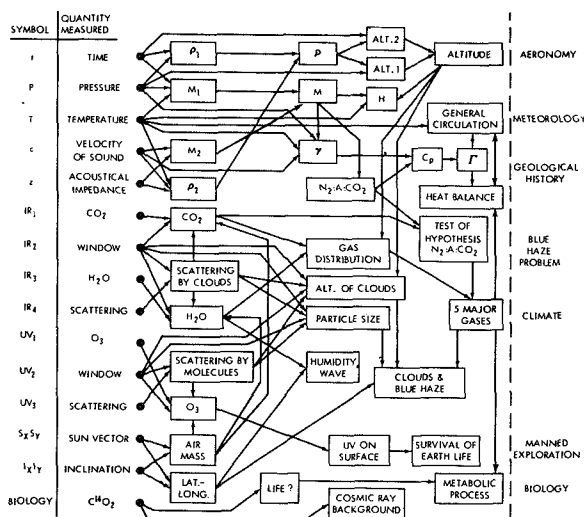 SYMBOL
QUANTITY
MEASURED
t TIME
P PRESSURE
T TEMPERATURE
c VELOCITY
OF SOUND
z ACOUSTICAL
IMPEDANCE
IR1 CO2
IR2 WINDOW
IR3 H2O
IR4 SCATTERING
UV1 O3
UV2 WINDOW
UV3 SCATTERING
SXSY SUN VECTOR
IXIY INCLINATION
BIOLOGY C14O2
ρ1
M1
M2
ρ2
CO2
SCATTERING
BY CLOUDS
H2O
SCATTERING BY
MOLECULES
O3
AIR
MASS
LAT.-
LONG.
ρ
M
γ
N2:A:CO2
GAS
DISTRIBUTION
ALT. OF CLOUDS
PARTICLE SIZE
HUMIDITY
WAVE
UV ON
SURFACE
LIFE ?
COSMIC RAY
BACKGROUND
ALT.2
ALT.1
H
CP
Γ
ALTITUDE
GENERAL
CIRCULATION
HEAT BALANCE
TEST OF
HYPOTHESIS
N2:A:CO2
5 MAJOR
GASES
CLOUDS &
BLUE HAZE
SURVIVAL OF
EARTH LIFE
METABOLIC
PROCESS
AERONOMY
METEOROLOGY
GEOLOGICAL
HISTORY
BLUE
HAZE
PROBLEM
CLIMATE
MANNED
EXPLORATION
BIOLOGY